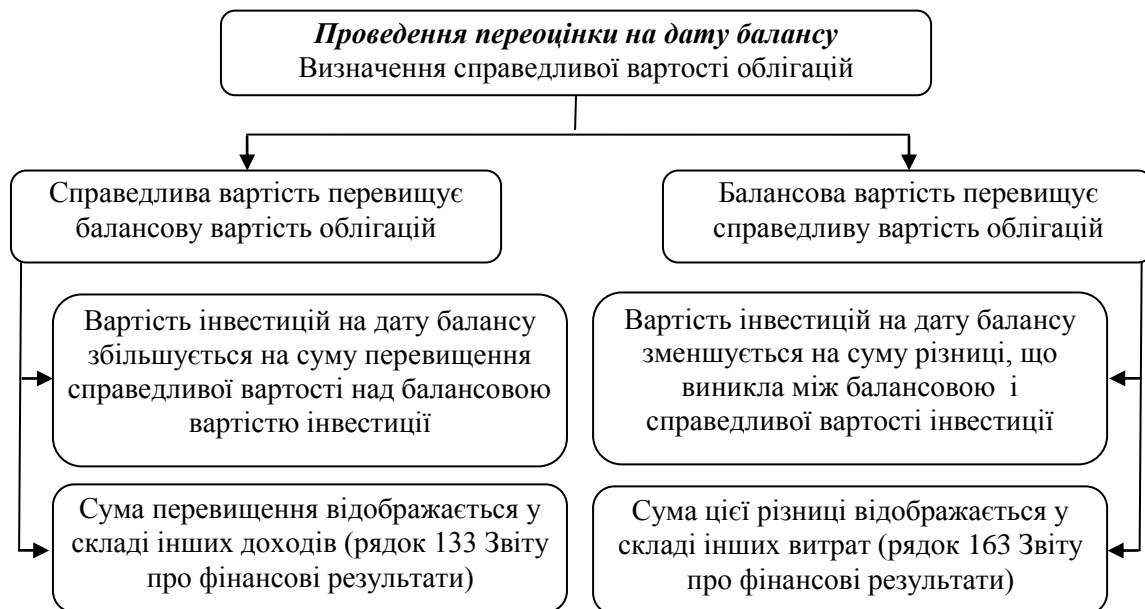 Проведення переоцінки на дату балансу
Визначення справедливої вартості облігацій
Справедлива вартість перевищує
балансову вартість облігацій
Балансова вартість перевищує
справедливу вартість облігацій
Вартість інвестицій на дату балансу
збільшується на суму перевищення
справедливої вартості над балансовою
вартістю інвестиції
Вартість інвестицій на дату балансу
зменшується на суму різниці, що
виникла між балансовою і
справедливої вартості інвестиції
Сума перевищення відображається у
складі інших доходів (рядок 133 Звіту
про фінансові результати)
Сума цієї різниці відображається у
складі інших витрат (рядок 163 Звіту
про фінансові результати)